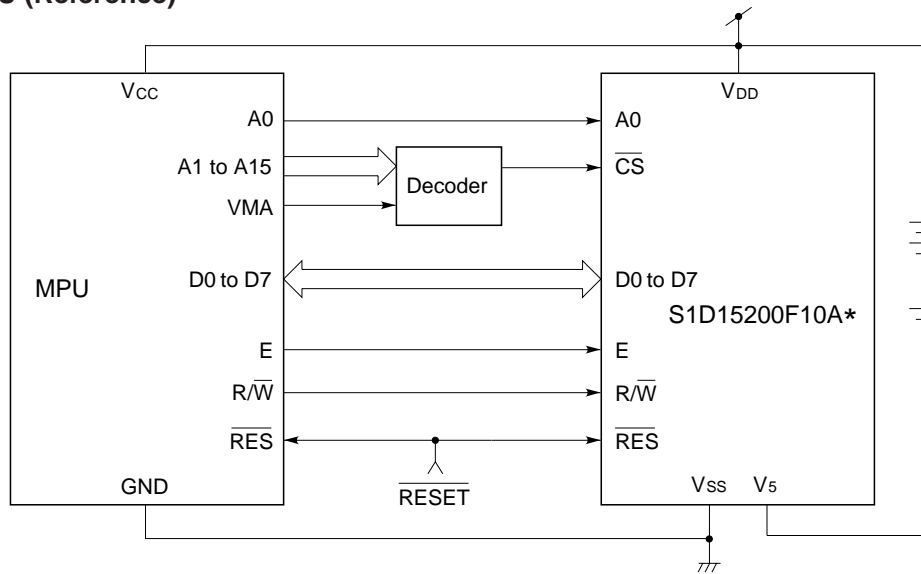 (Reference)
VCC
VDD
A0
A0
A1 to A15
CS
Decoder
VMA
D0 to D7
D0 to D7
MPU
S1D15200F10A*
E
E
R/W
R/W
RES
RES
RESET
GND
VSS V5